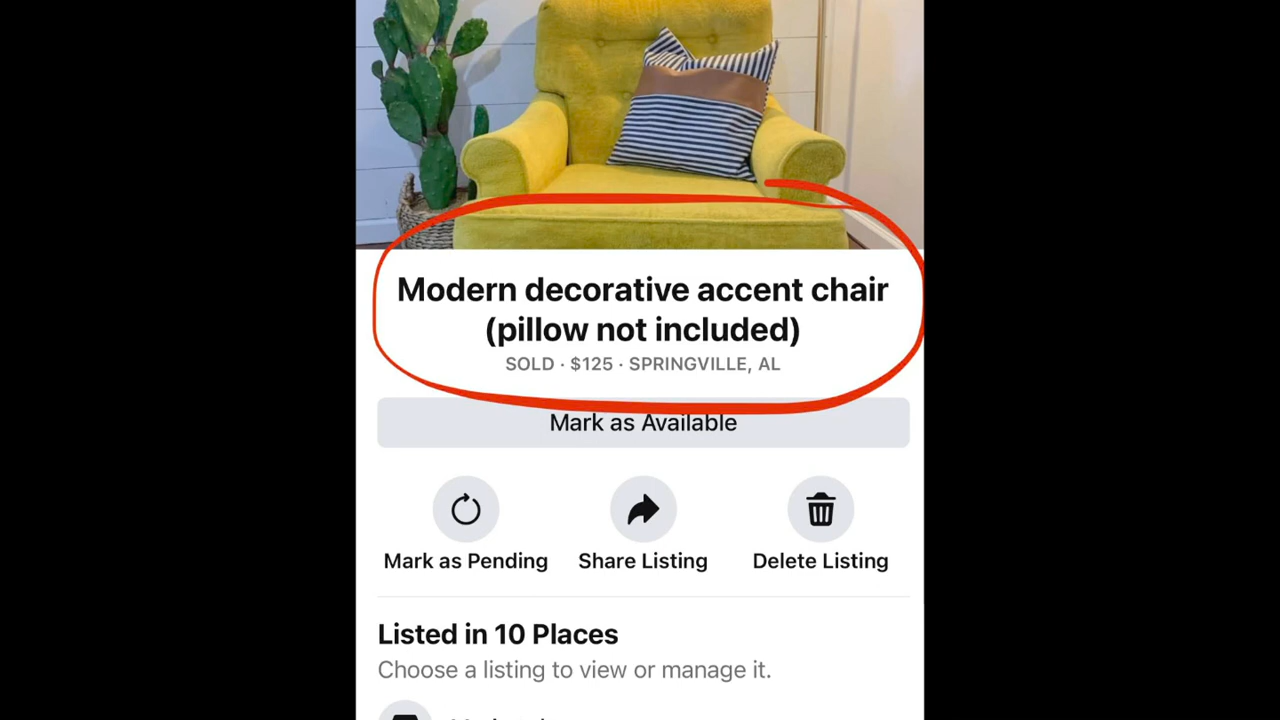 Modern decorative accent chair
(pillow not included)
SOLD · $125 · SPRINGVILLE, AL
Mark as Available
Mark as Pending
Share Listing
Delete Listing
Listed in 10 Places
Choose a listing to view or manage it.